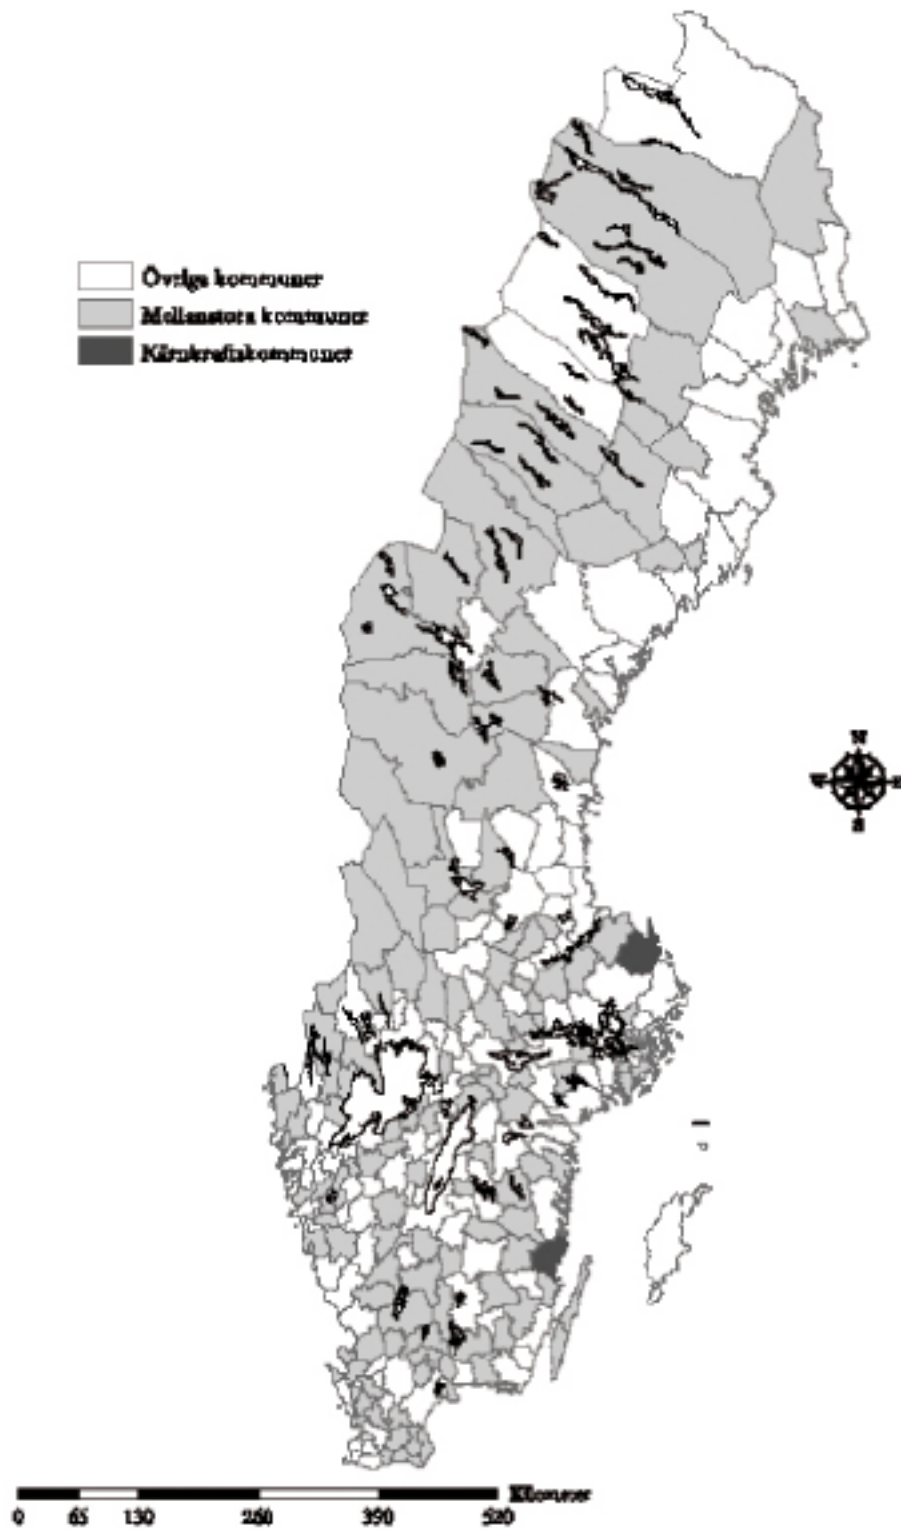 Övriga kommuner
Mellanstora kommuner
Kärnkraftskommuner
N
W E
S
Kilometer
0 65 130 260 390 520